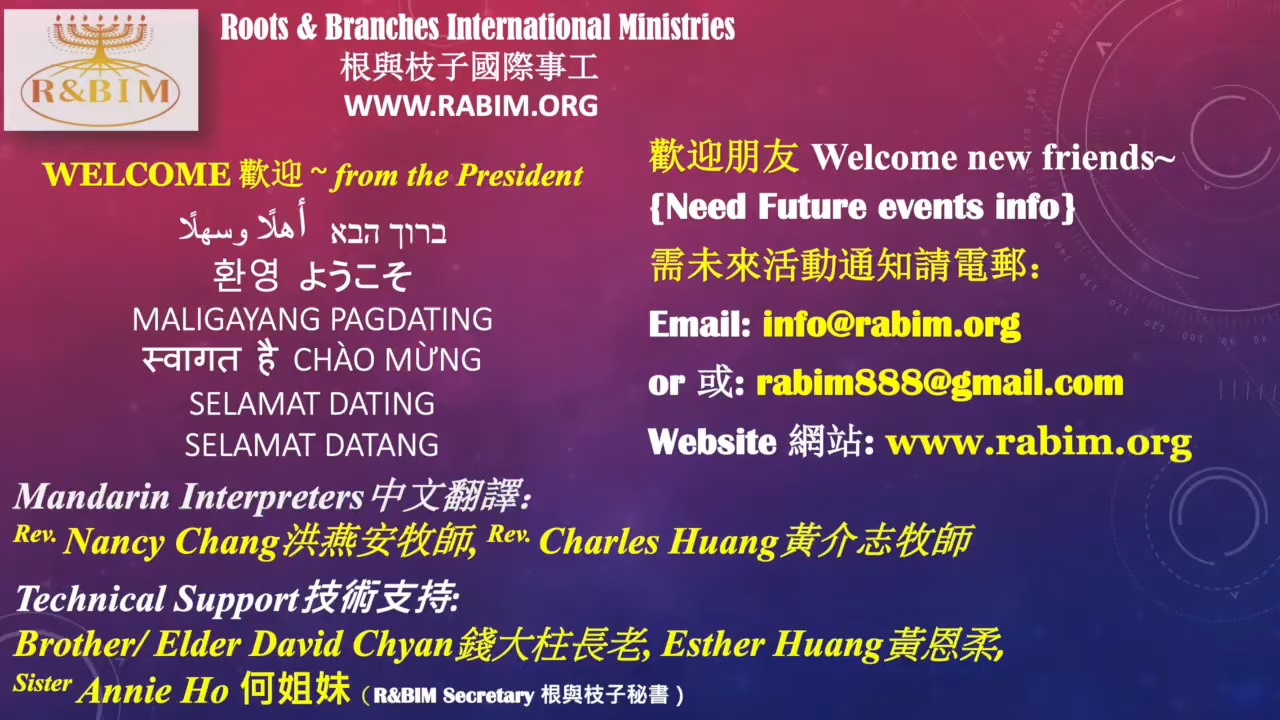 R&BIM
Roots & Branches International Ministries
根與枝子國際事工
WWW.RABIM.ORG
WELCOME 歡迎 ~ from the President
ברוך הבא أهلًا وسهلًا
환영 ようこそ
MALIGAYANG PAGDATING
स्वागत है CHÀO MỪNG
SELAMAT DATING
SELAMAT DATANG
歡迎朋友 Welcome new friends~
{Need Future events info}
需未來活動通知請電郵：
Email: info@rabim.org
or 或: rabim888@gmail.com
Website 網站: www.rabim.org
Mandarin Interpreters中文翻譯：
Rev. Nancy Chang洪燕安牧師, Rev. Charles Huang黃介志牧師
Technical Support技術支持:
Brother/ Elder David Chyan錢大柱長老, Esther Huang黃恩柔,
Sister Annie Ho 何姐妹（R&BIM Secretary 根與枝子秘書）